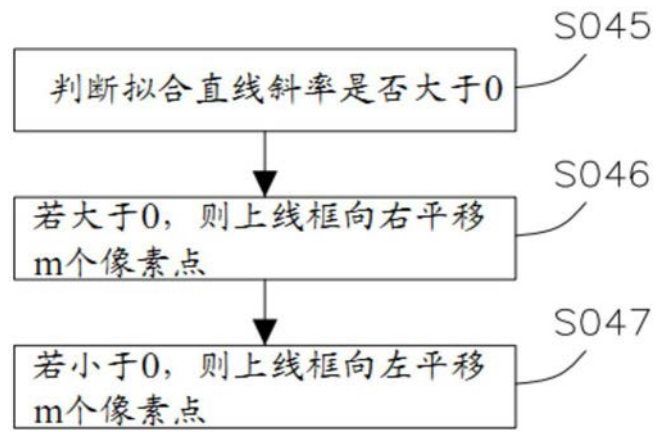 S045
判断拟合直线斜率是否大于0
S046
若大于0，则上线框向右平移
m个像素点
S047
若小于0，则上线框向左平移
m个像素点